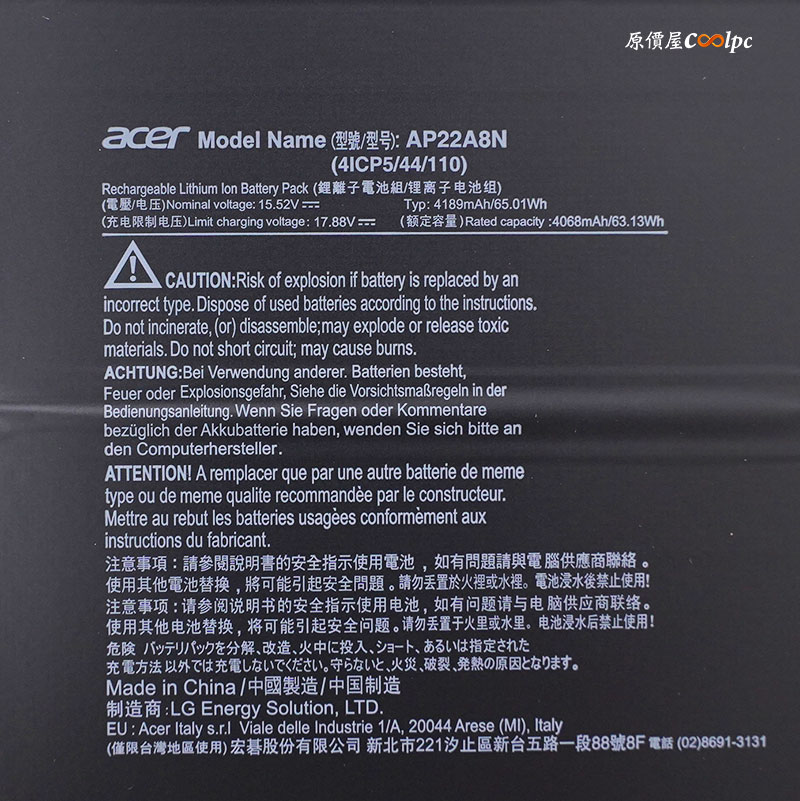 原價屋Coolpc
acer Model Name (型號/型号): AP22A8N
(4ICP5/44/110)
Rechargeable Lithium Ion Battery Pack (鋰離子電池組/锂离子电池组)
(電壓/电压)Nominal voltage: 15.52V⎓ Typ: 4189mAh/65.01Wh
(充电限制电压)Limit charging voltage : 17.88V⎓ (额定容量) Rated capacity :4068mAh/63.13Wh
CAUTION:Risk of explosion if battery is replaced by an
incorrect type. Dispose of used batteries according to the instructions.
Do not incinerate, (or) disassemble;may explode or release toxic
materials. Do not short circuit; may cause burns.
ACHTUNG:Bei Verwendung anderer. Batterien besteht,
Feuer oder Explosionsgefahr, Siehe die Vorsichtsmaßregeln in der
Bedienungsanleitung. Wenn Sie Fragen oder Kommentare
bezüglich der Akkubatterie haben, wenden Sie sich bitte an
den Computerhersteller.
ATTENTION! A remplacer que par une autre batterie de meme
type ou de meme qualite recommandèe par le constructeur.
Mettre au rebut les batteries usagèes conformèment aux
instructions du fabricant.
注意事項：請參閱說明書的安全指示使用電池，如有問題請與電腦供應商聯絡。
使用其他電池替換，將可能引起安全問題。請勿丟置於火裡或水裡。電池浸水後禁止使用!
注意事项：请参阅说明书的安全指示使用电池，如有问题请与电脑供应商联络。
使用其他电池替换，将可能引起安全问题。请勿丢置于火里或水里。电池浸水后禁止使用!
危険 バッテリパックを分解、改造、火中に投入、ショート、あるいは指定された
充電方法以外では充電しないでください。守らないと、火災、破裂、発熱の原因となります。
Made in China /中國製造/中国制造
制造商:LG Energy Solution, LTD.
EU : Acer Italy s.r.l Viale delle Industrie 1/A, 20044 Arese (MI), Italy
(僅限台灣地區使用) 宏碁股份有限公司 新北市221汐止區新台五路一段88號8F 電話 (02)8691-3131